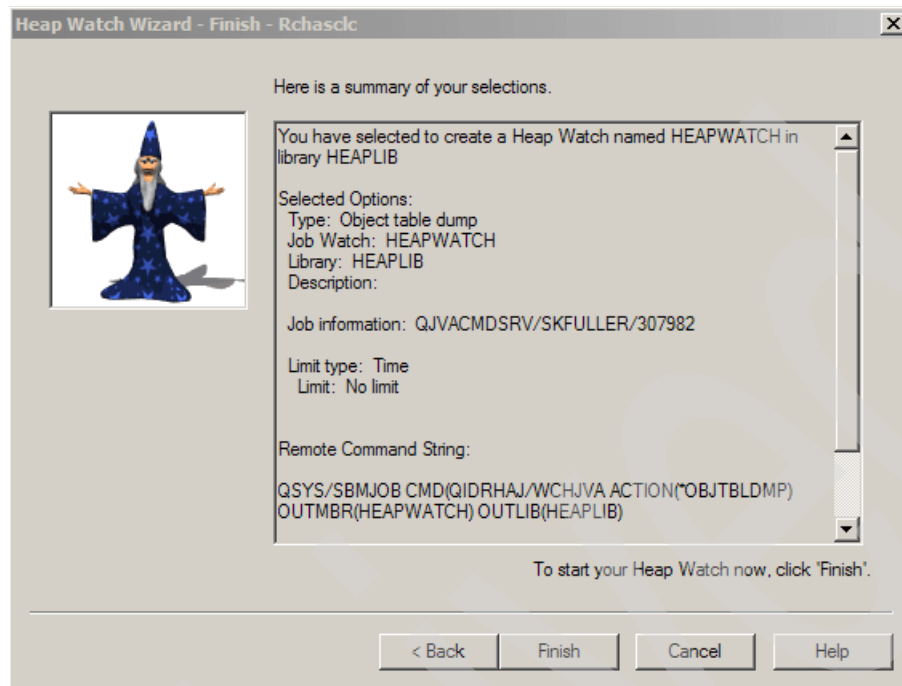 Heap Watch Wizard - Finish - Rchasclc
Here is a summary of your selections.
You have selected to create a Heap Watch named HEAPWATCH in
library HEAPLIB
Selected Options:
Type: Object table dump
Job Watch: HEAPWATCH
Library: HEAPLIB
Description:
Job information: QJVACMDSRV/SKFULLER/307982
Limit type: Time
Limit: No limit
Remote Command String:
QSYS/SBMJOB CMD(QIDRHAJ/WCHJVA ACTION(*OBJTBLDMP)
OUTMBR(HEAPWATCH) OUTLIB(HEAPLIB)
To start your Heap Watch now, click 'Finish'.
< Back Finish Cancel Help